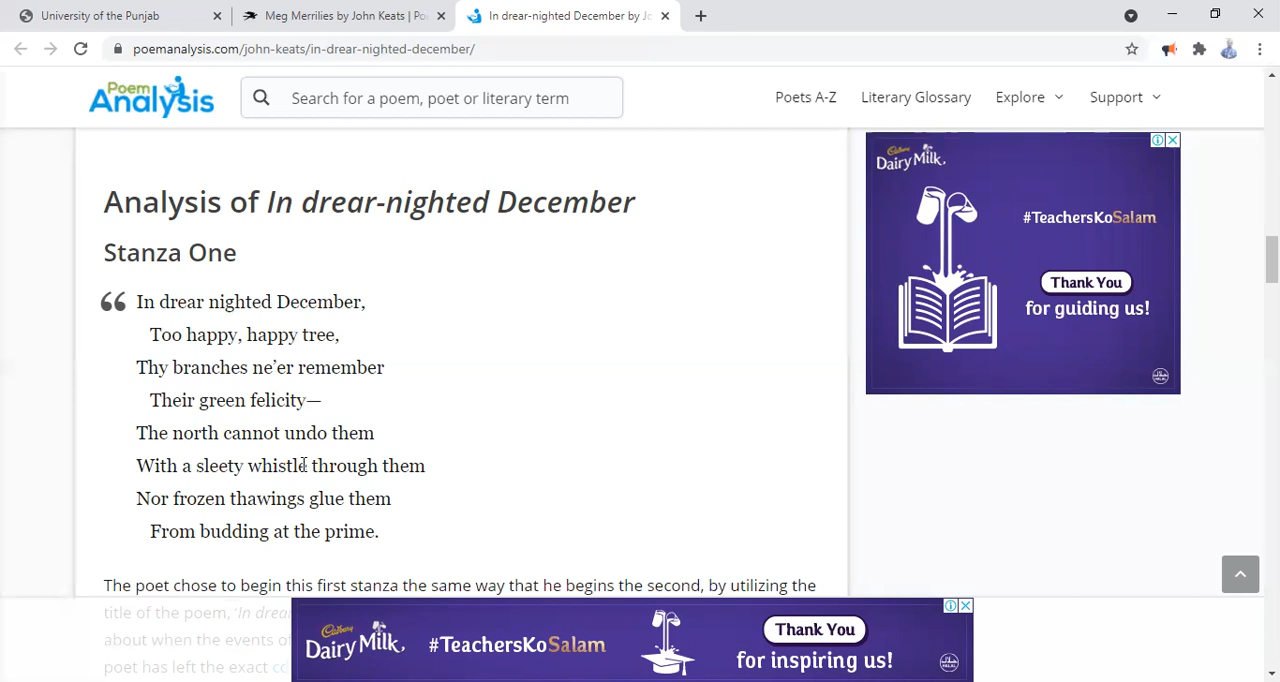 University of the Punjab
Meg Merrilies by John Keats | Po
In drear-nighted December by Jo
poemanalysis.com/john-keats/in-drear-nighted-december/
Poem
Analysis
Search for a poem, poet or literary term
Poets A-Z
Literary Glossary
Explore
Support
Analysis of In drear-nighted December
Stanza One
“ In drear nighted December,
Too happy, happy tree,
Thy branches ne’er remember
Their green felicity—
The north cannot undo them
With a sleety whistle through them
Nor frozen thawings glue them
From budding at the prime.
The poet chose to begin this first stanza the same way that he begins the second, by utilizing the
title of the poem, ‘In drear
about when the events of
poet has left the exact
Cadbury
Dairy Milk
#TeachersKoSalam
Thank You
for guiding us!
Cadbury
Dairy Milk
#TeachersKoSalam
Thank You
for inspiring us!